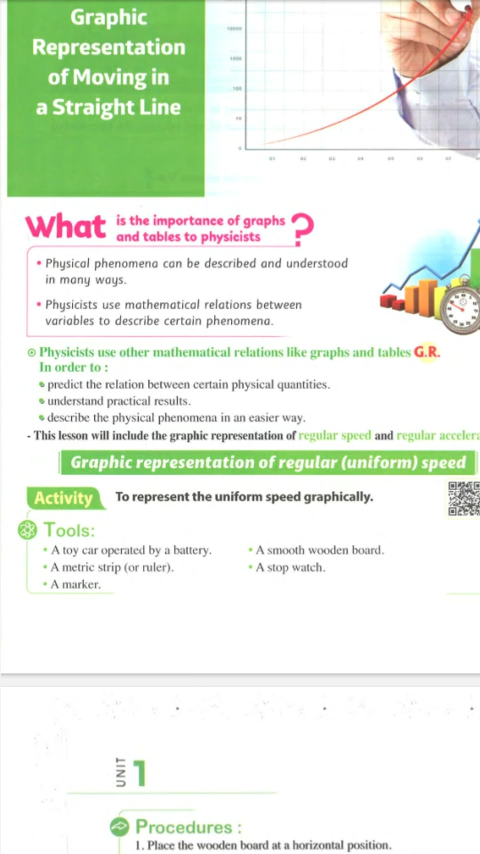 Graphic
Representation
of Moving in
a Straight Line
What is the importance of graphs
and tables to physicists ?
• Physical phenomena can be described and understood
in many ways.
• Physicists use mathematical relations between
variables to describe certain phenomena.
Physicists use other mathematical relations like graphs and tables G.R.
In order to :
predict the relation between certain physical quantities.
understand practical results.
describe the physical phenomena in an easier way.
- This lesson will include the graphic representation of regular speed and regular accelera
Graphic representation of regular (uniform) speed
Activity To represent the uniform speed graphically.
Tools:
• A toy car operated by a battery.
• A smooth wooden board.
• A metric strip (or ruler).
• A stop watch.
• A marker.
UNIT 1
Procedures :
1. Place the wooden board at a horizontal position.